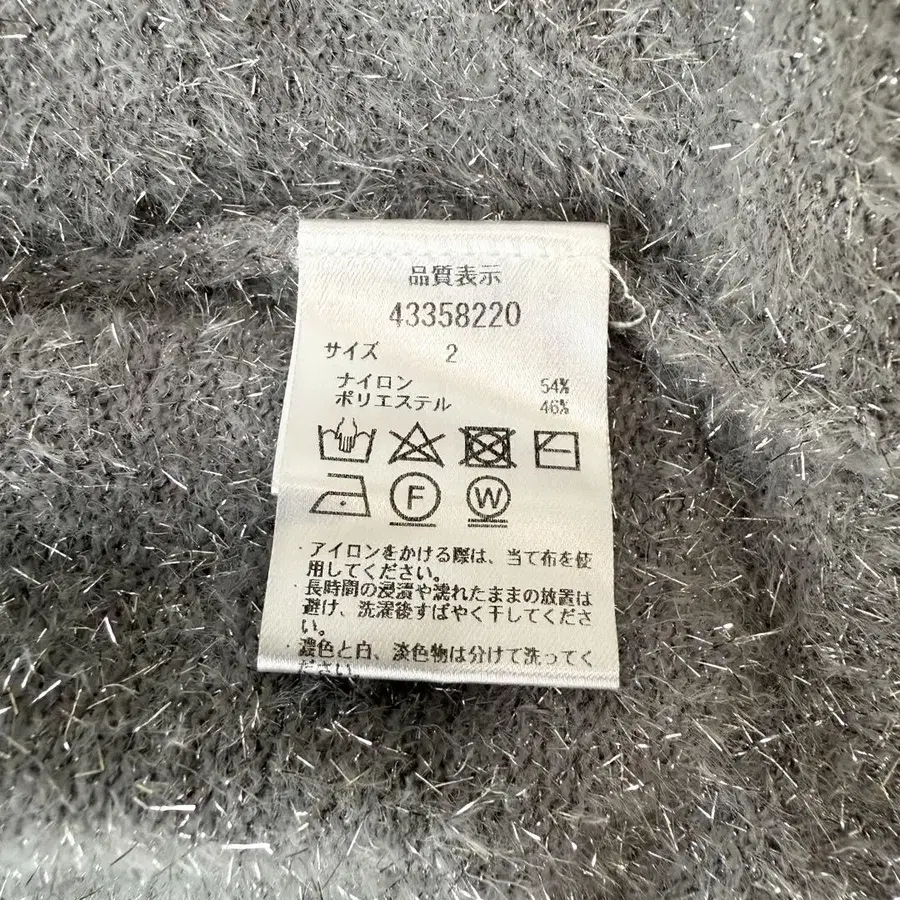 品質表示
43358220
サイズ 2
ナイロン 54%
ポリエステル 46%
F W
・アイロンをかける際は、当て布を使
用してください。
・長時間の浸漬や濡れたままの放置は
避け、洗濯後すばやく干してくださ
い。
・濃色と白、淡色物は分けて洗ってく
ださい。